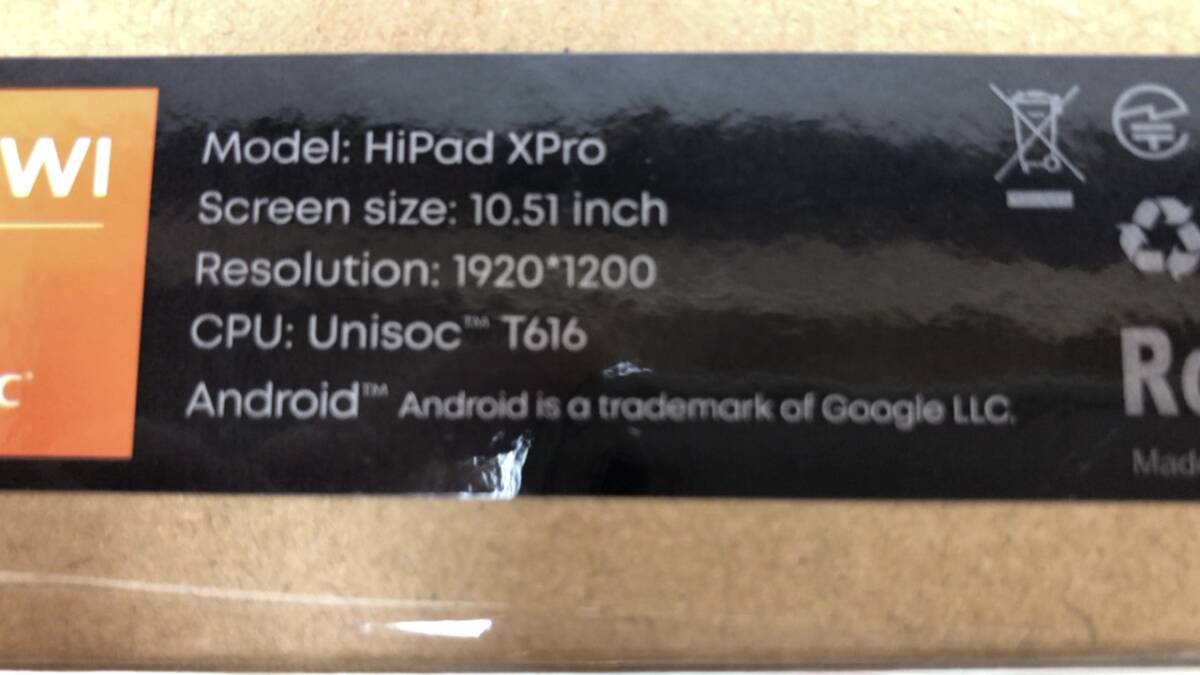 WI
Model: HiPad XPro
Screen size: 10.51 inch
Resolution: 1920*1200
CPU: Unisoc™ T616
Android™ Android is a trademark of Google LLC.